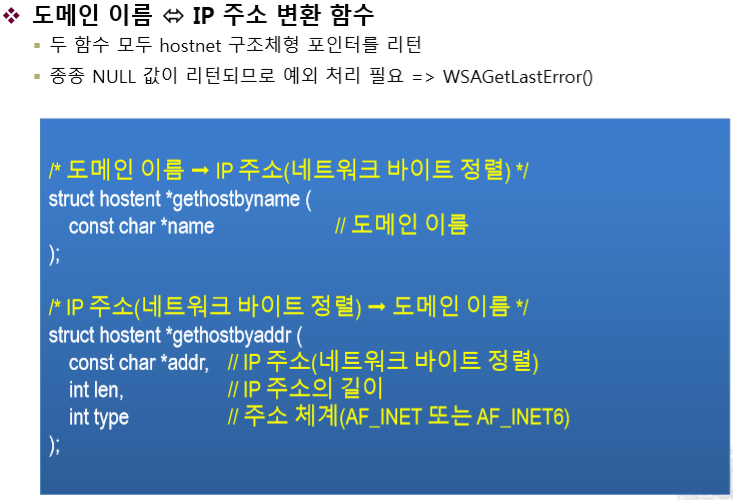 ❖ 도메인 이름 ⇔ IP 주소 변환 함수
▪ 두 함수 모두 hostnet 구조체형 포인터를 리턴
▪ 종종 NULL 값이 리턴되므로 예외 처리 필요 => WSAGetLastError()
/* 도메인 이름 ➞ IP 주소(네트워크 바이트 정렬) */
struct hostent *gethostbyname (
const char *name // 도메인 이름
);
/* IP 주소(네트워크 바이트 정렬) ➞ 도메인 이름 */
struct hostent *gethostbyaddr (
const char *addr, // IP 주소(네트워크 바이트 정렬)
int len, // IP 주소의 길이
int type // 주소 체계(AF_INET 또는 AF_INET6)
);